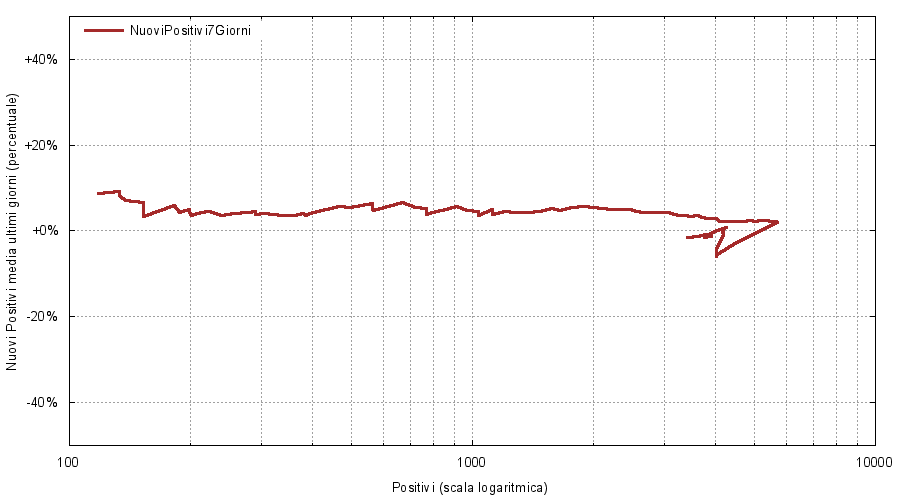 NuoviPositivi7Giorni
+40%
+20%
+0%
-20%
-40%
Nuovi Positivi media ultimi giorni (percentuale)
100
1000
10000
Positivi (scala logaritmica)